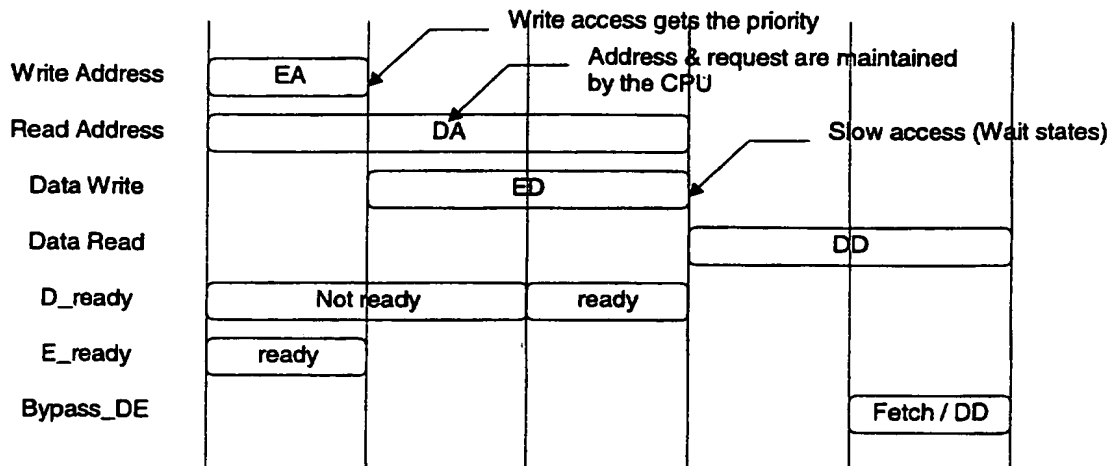 Write access gets the priority
Write Address EA
Address & request are maintained
by the CPU
Read Address DA
Slow access (Wait states)
Data Write ED
Data Read DD
D_ready Not ready ready
E_ready ready
Bypass_DE Fetch / DD